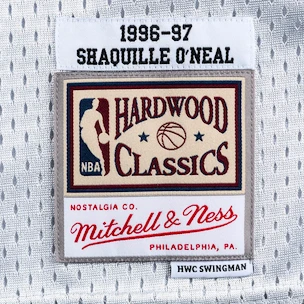 1996-97
SHAQUILLE O'NEAL
HARDWOOD
NBA
CLASSICS
NOSTALGIA CO.
Mitchell & Ness
PHILADELPHIA, PA.
HWC SWINGMAN